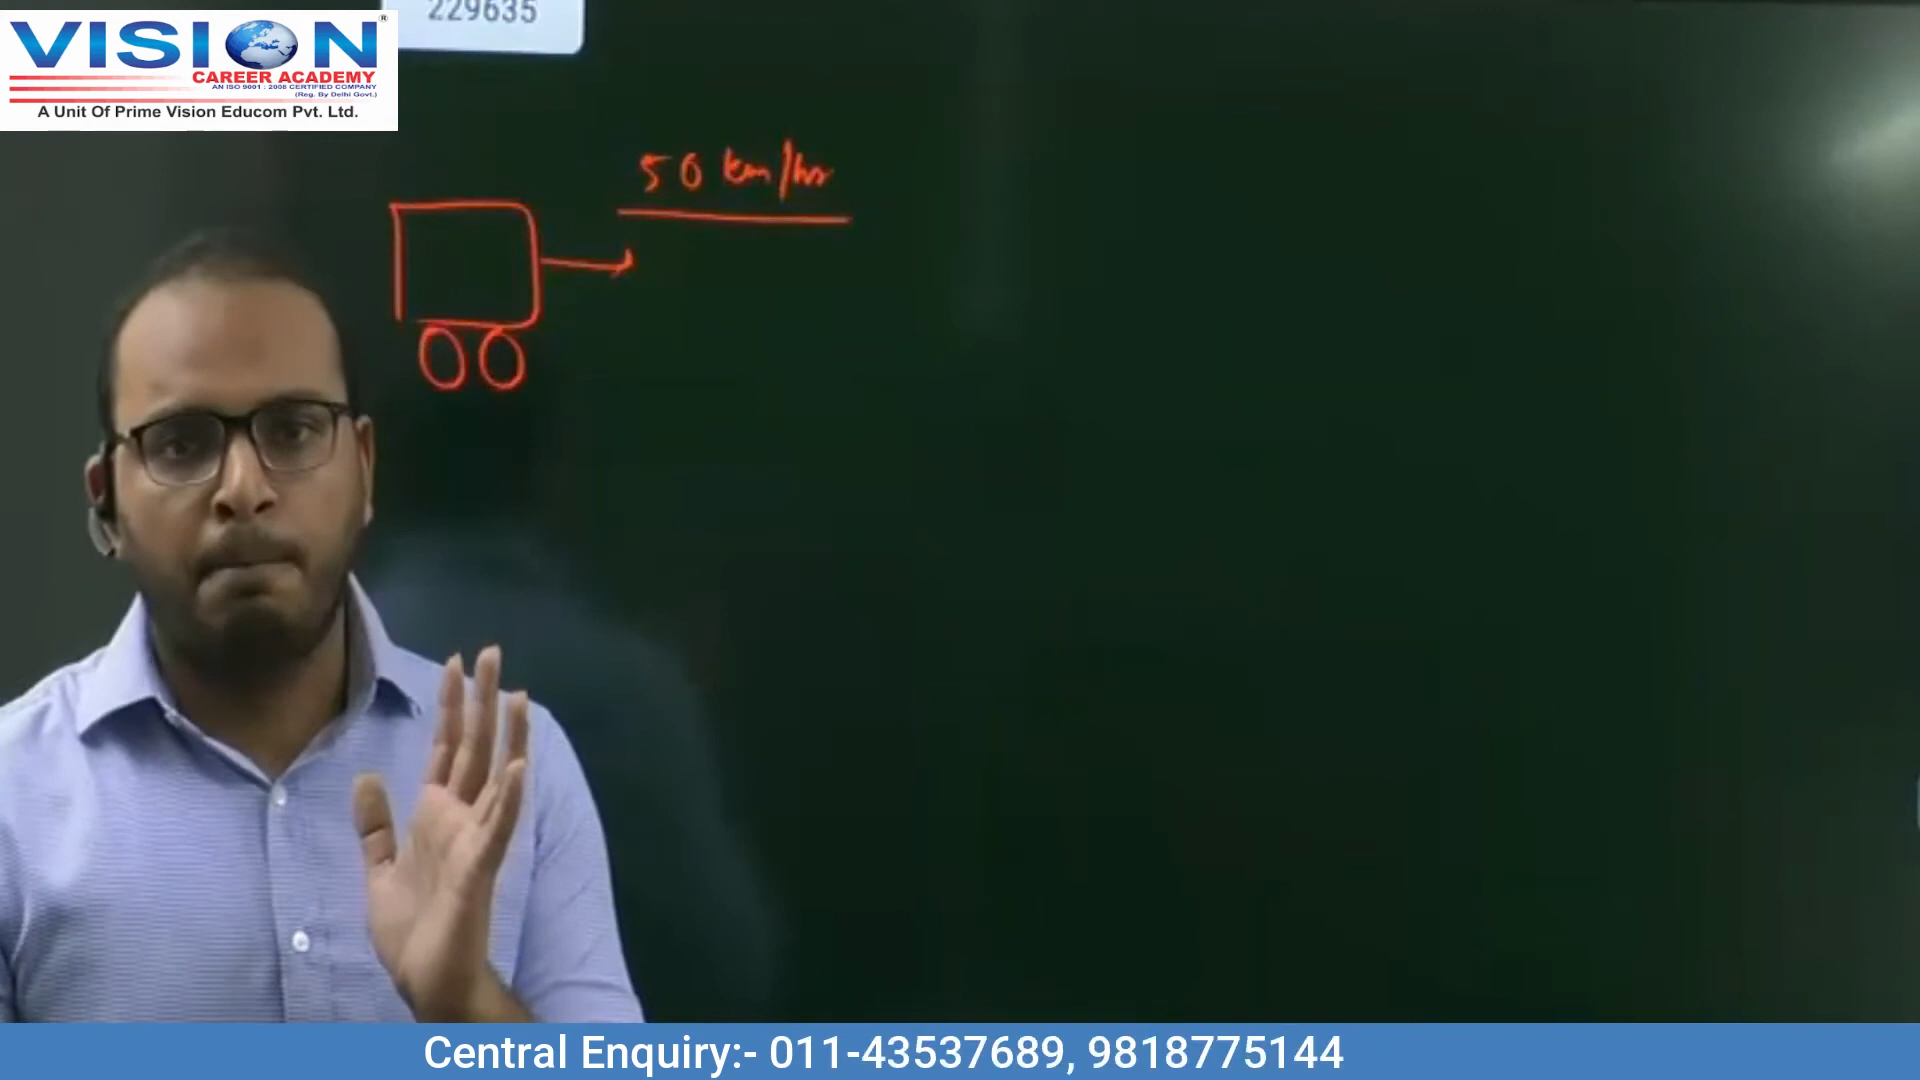 229635
VISION®
CAREER ACADEMY
AN ISO 9001 : 2008 CERTIFIED COMPANY
(Reg. By Delhi Govt.)
A Unit Of Prime Vision Educom Pvt. Ltd.
50 km/hr
Central Enquiry:- 011-43537689, 9818775144